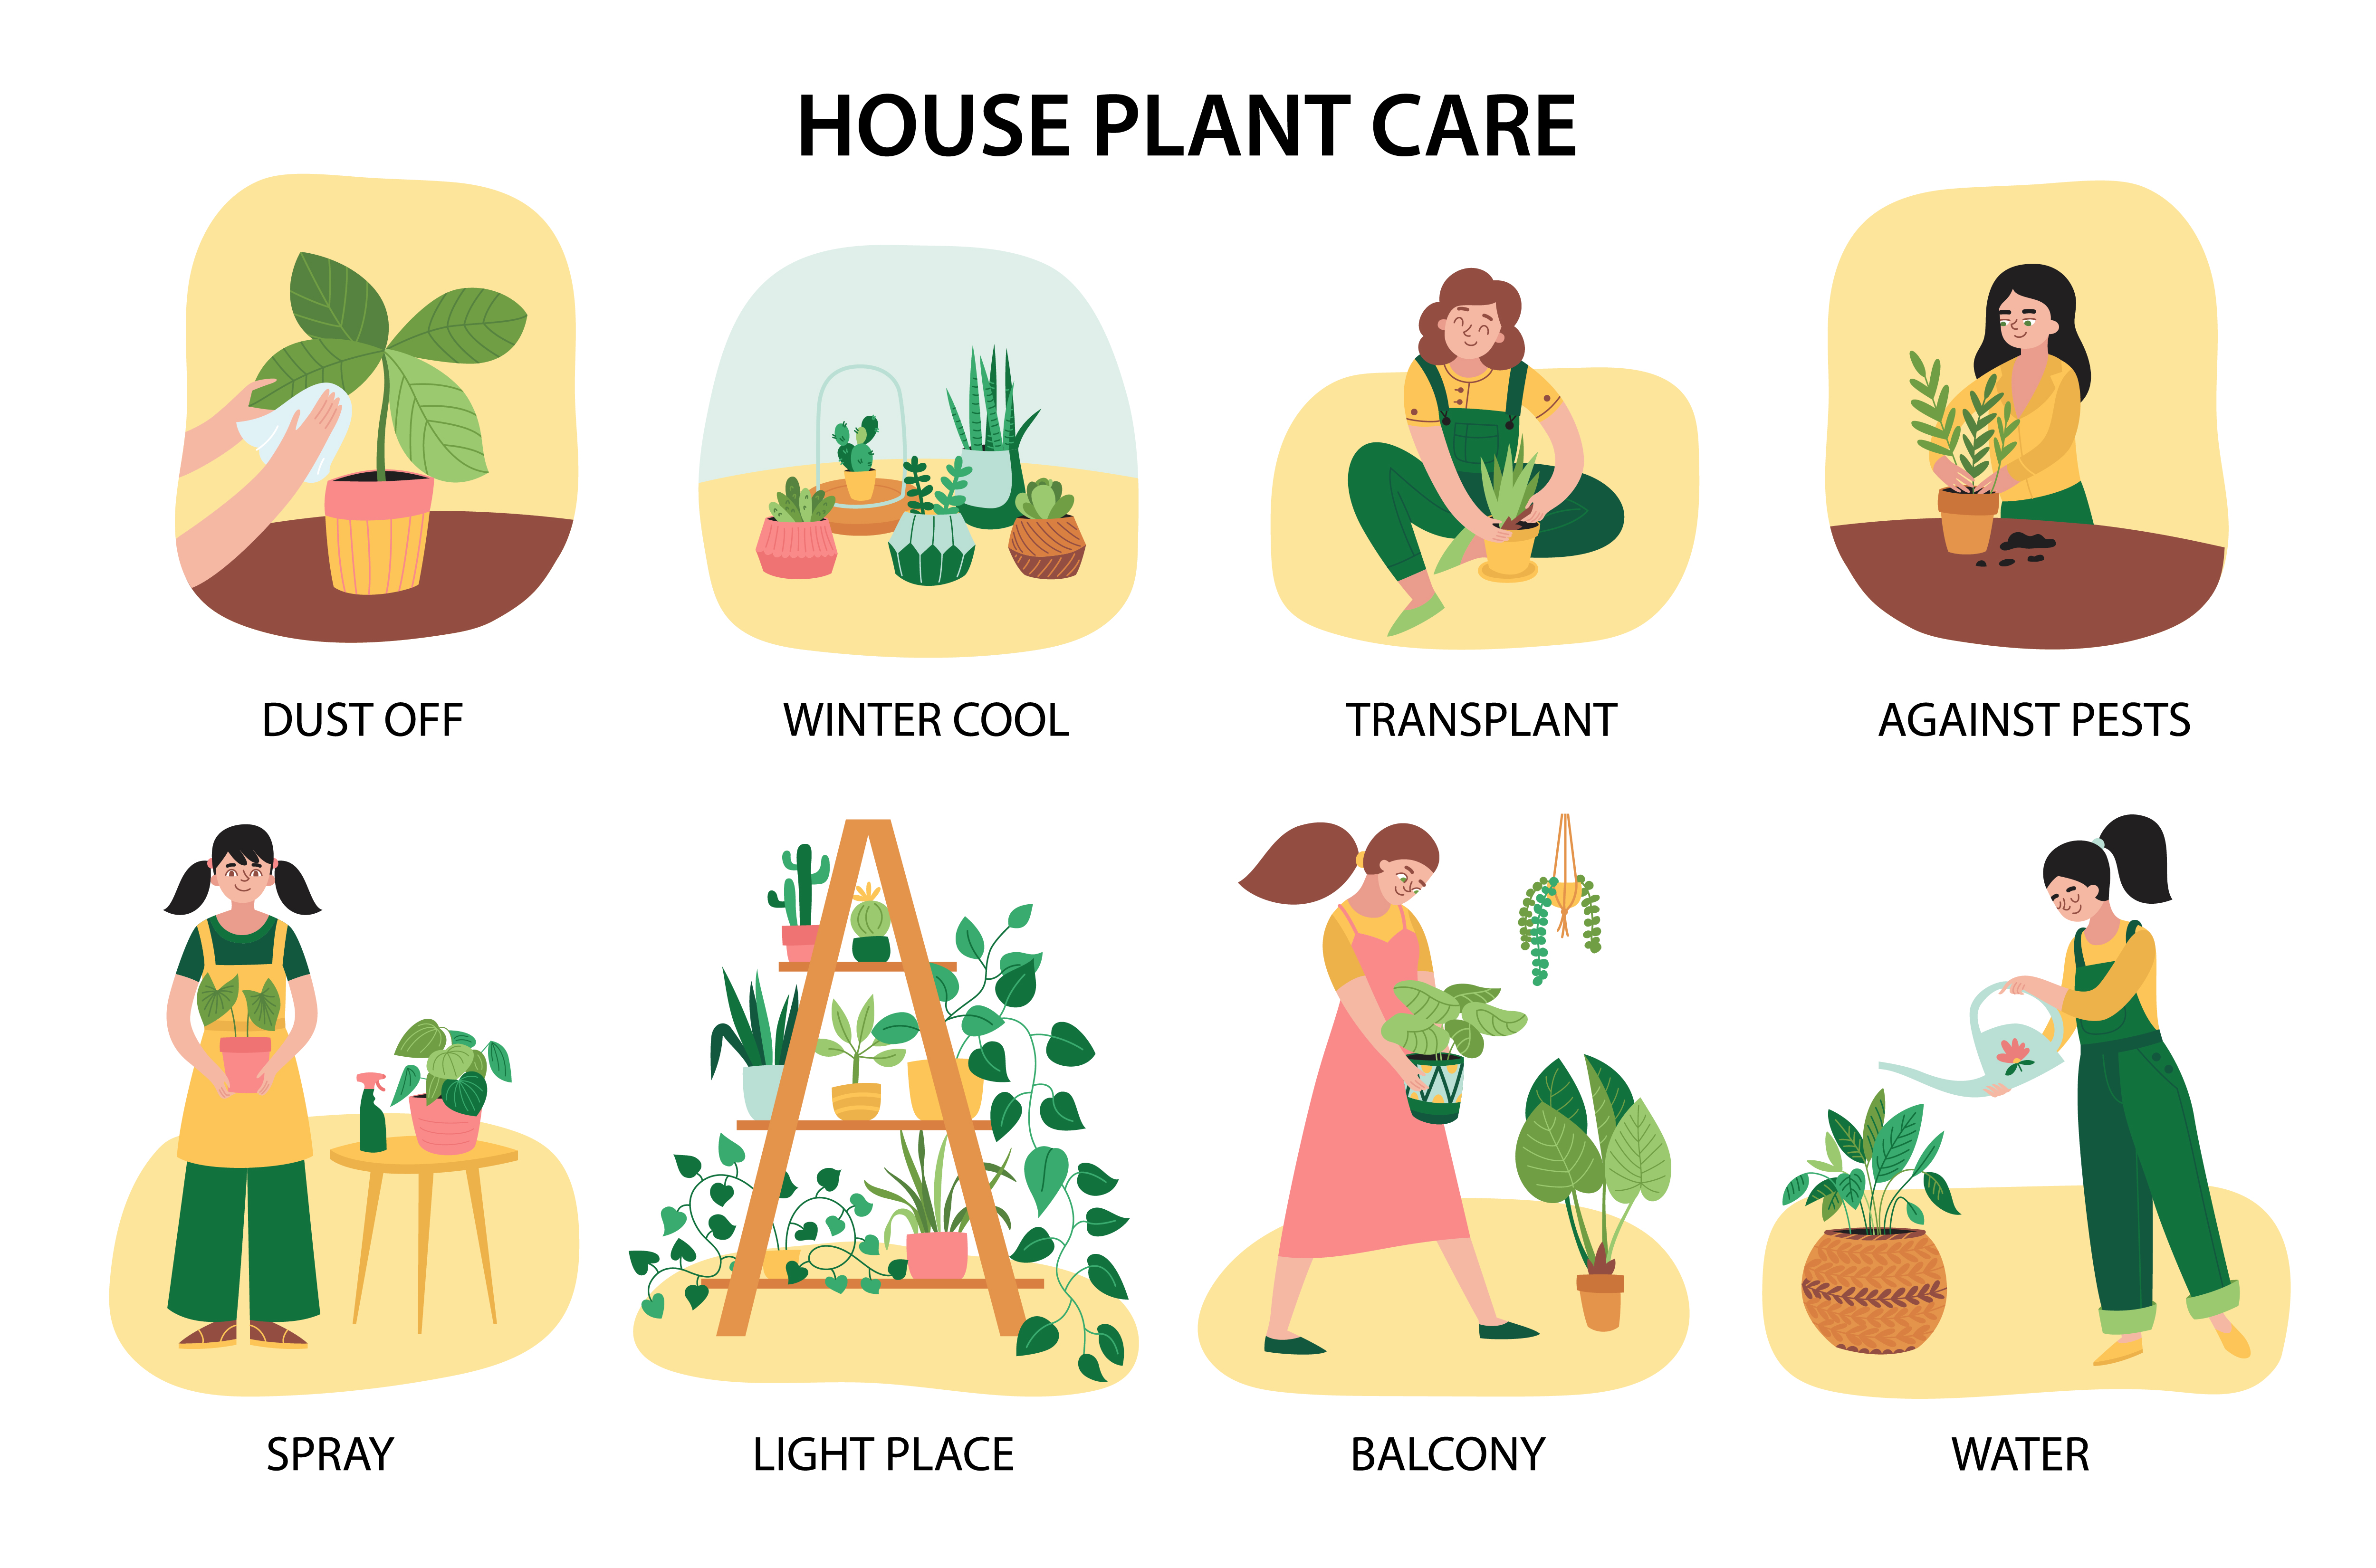 HOUSE PLANT CARE
DUST OFF
WINTER COOL
TRANSPLANT
AGAINST PESTS
SPRAY
LIGHT PLACE
BALCONY
WATER